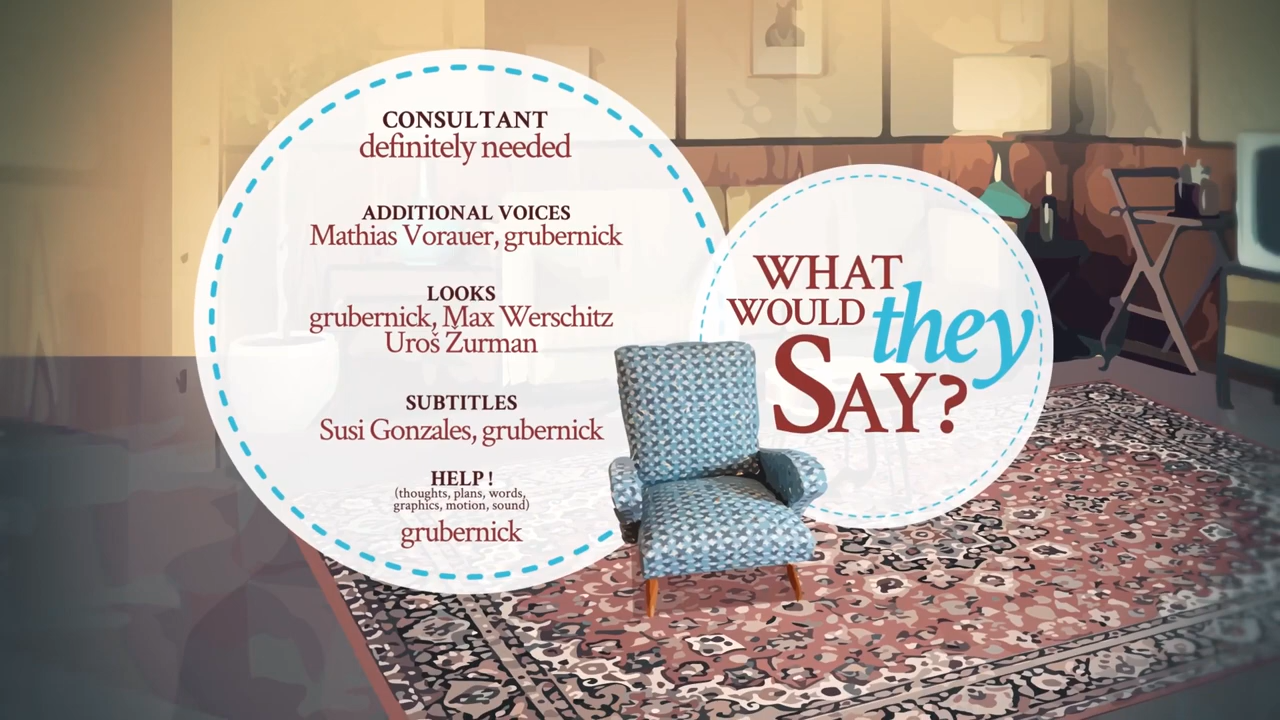 CONSULTANT
definitely needed
ADDITIONAL VOICES
Mathias Vorauer, grubernick
LOOKS
grubernick, Max Werschitz
Uroš Žurman
SUBTITLES
Susi Gonzales, grubernick
HELP !
(thoughts, plans, words,
graphics, motion, sound)
grubernick
WHAT
WOULD they
SAY?